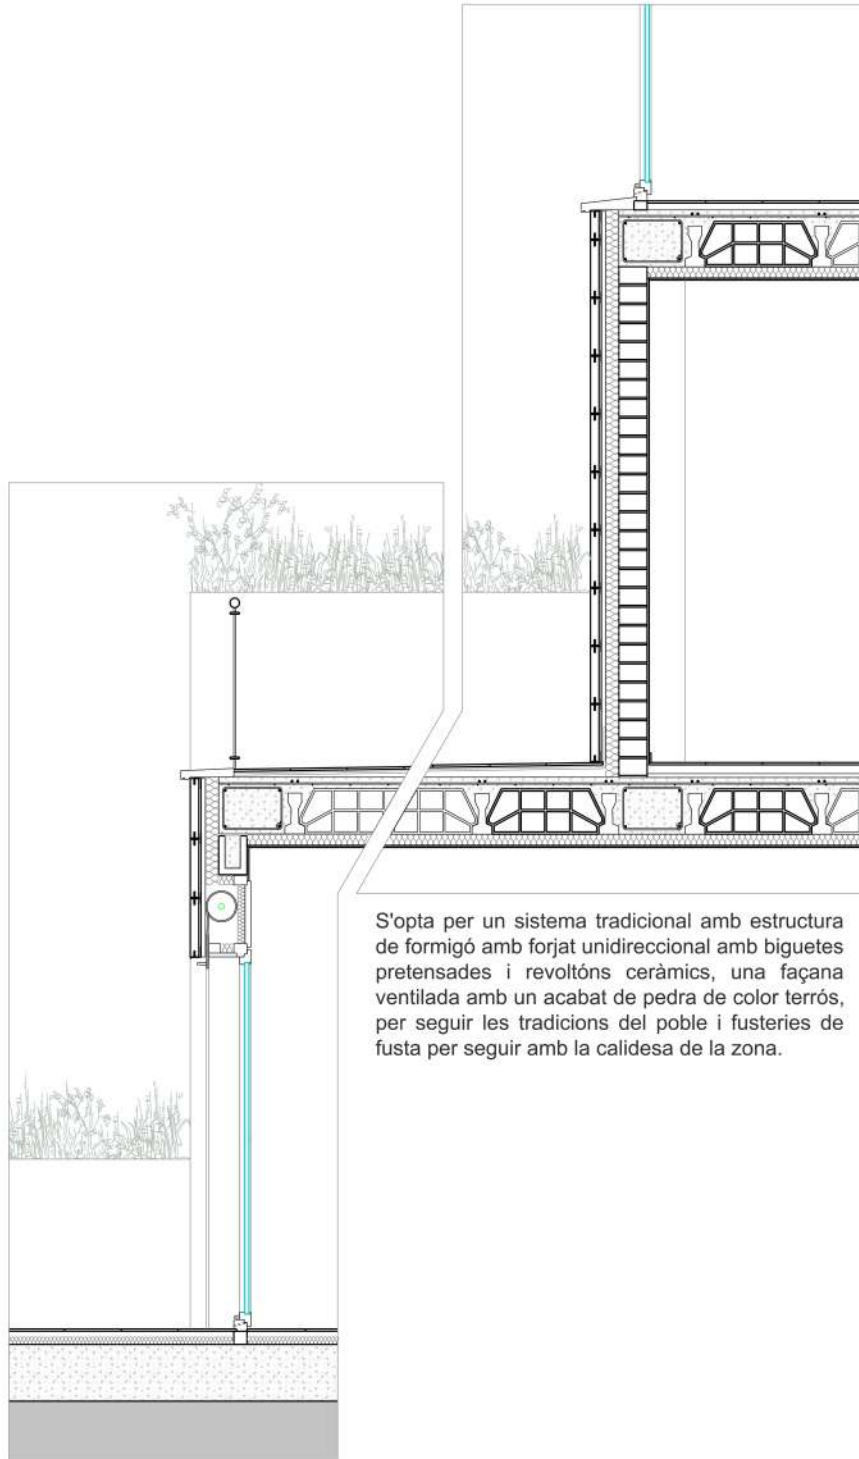 S'opta per un sistema tradicional amb estructura
de formigó amb forjat unidireccional amb biguetes
pretensades i revoltóns ceràmics, una façana
ventilada amb un acabat de pedra de color terrós,
per seguir les tradicions del poble i fusteries de
fusta per seguir amb la calidesa de la zona.